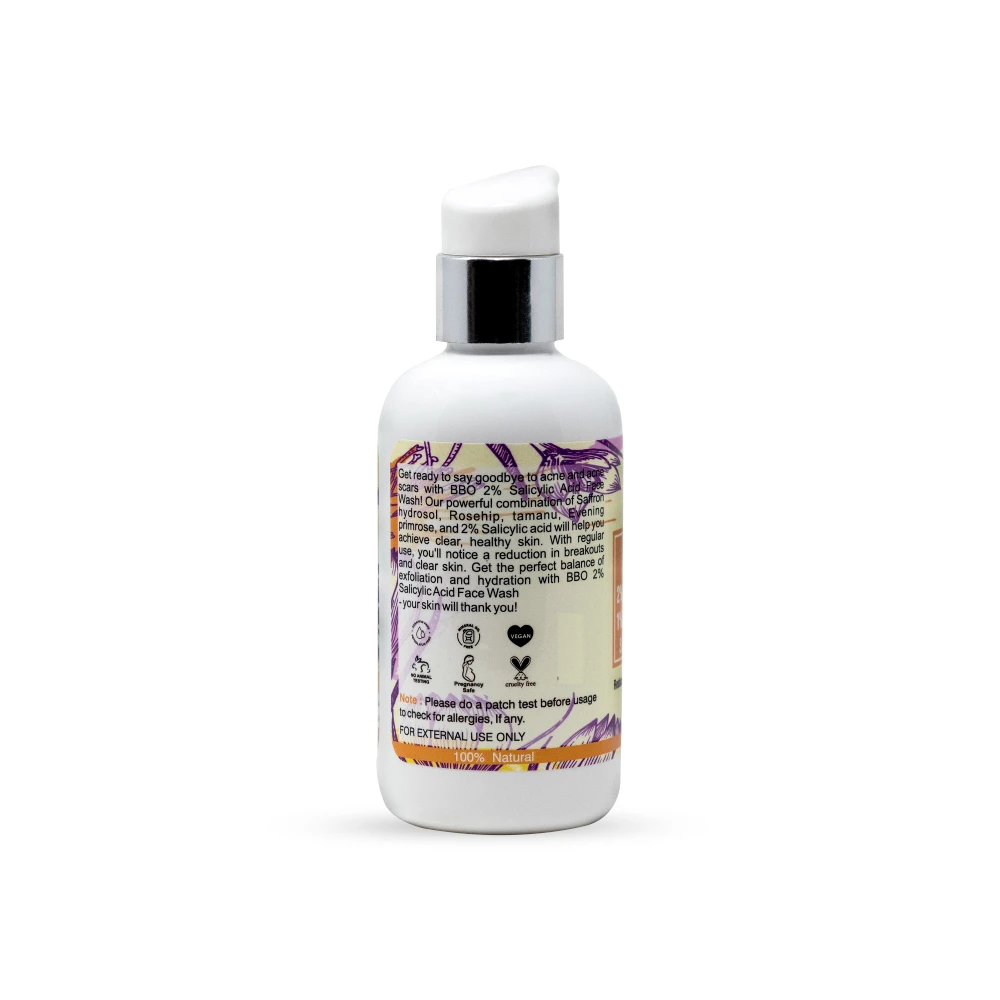 Get ready to say goodbye to acne and acne
scars with BBO 2% Salicylic Acid Face
Wash! Our powerful combination of Saffron
hydrosol, Rosehip, tamanu, Evening
primrose, and 2% Salicylic acid will help you
achieve clear, healthy skin. With regular
use, you'll notice a reduction in breakouts
and clear skin. Get the perfect balance of
exfoliation and hydration with BBO 2%
Salicylic Acid Face Wash
- your skin will thank you!
MINERAL OIL
FREE
VEGAN
NO ANIMAL
TESTING
Pregnancy
Safe
cruelty free
Note : Please do a patch test before usage
to check for allergies, If any.
FOR EXTERNAL USE ONLY
100% Natural